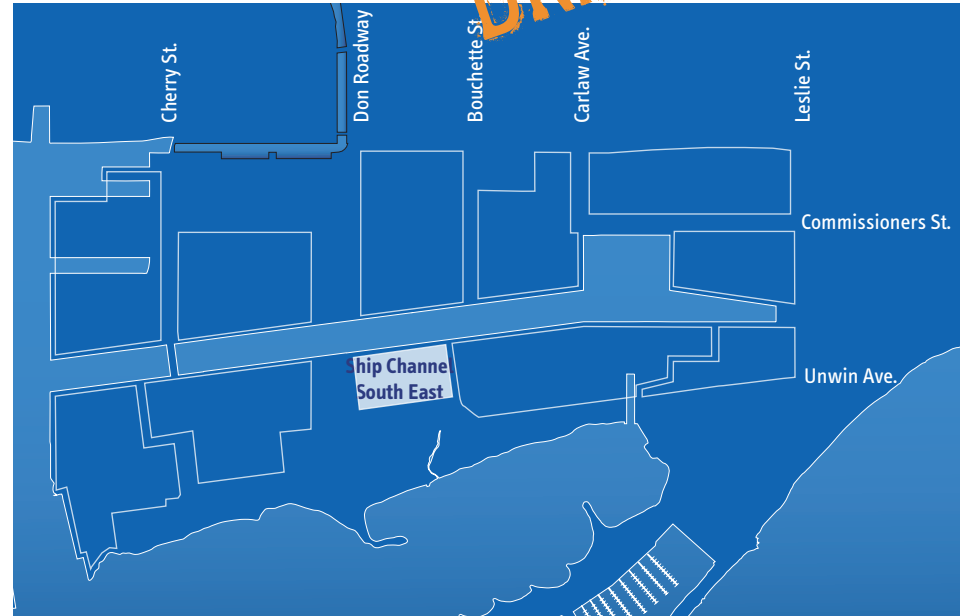 Cherry St.
Don Roadway
Bouchette St.
Carlaw Ave.
Leslie St.
Commissioners St.
Ship Channel
South East
Unwin Ave.